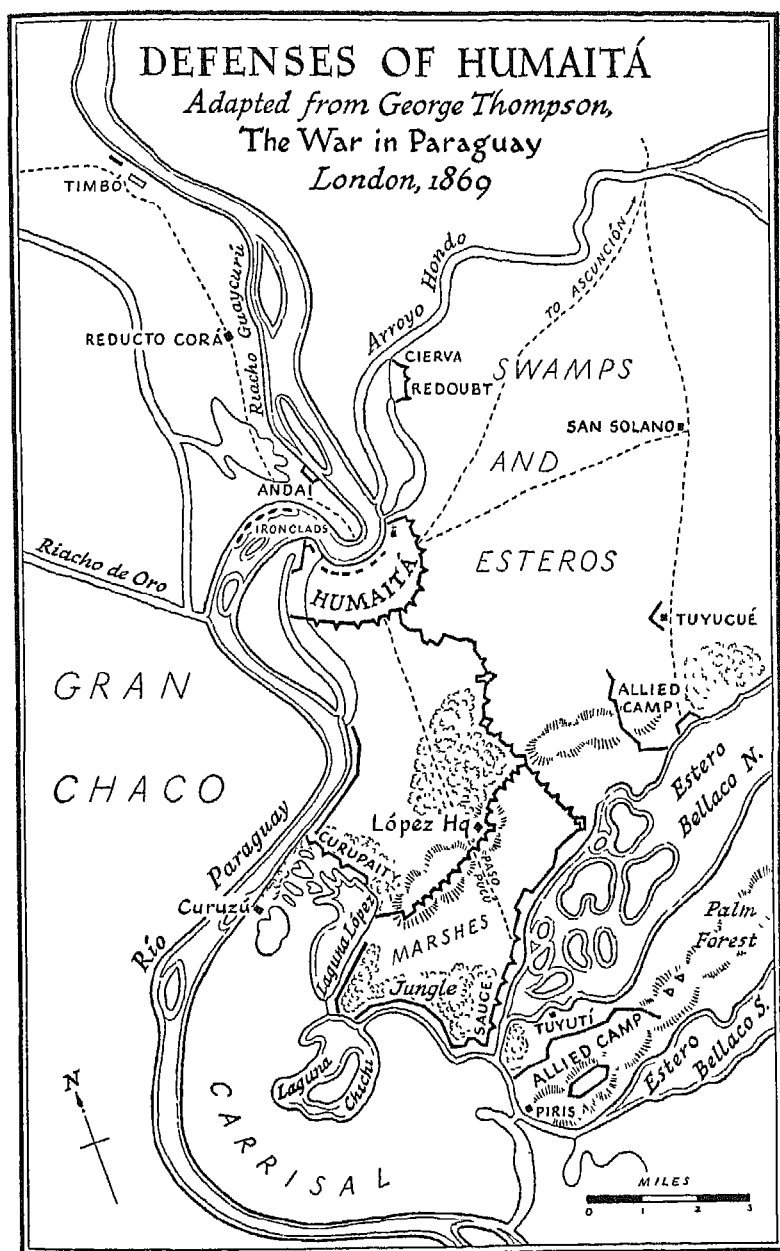 DEFENSES OF HUMAITÁ
Adapted from George Thompson,
The War in Paraguay
London, 1869
TIMBÓ
Riacho Guaycurú
REDUCTO CORÁ
Arroyo Hondo
TO ASCUNCIÓN
CIERVA
REDOUBT
SWAMPS
AND
ESTEROS
SAN SOLANO
ANDAÍ
IRONCLADS
HUMAITÁ
Riacho de Oro
TUYUCUÉ
GRAN
CHACO
ALLIED
CAMP
Estero
Bellaco N.
López Hq
PASO PUCÚ
CURUPAITY
Río Paraguay
Curuzú
Laguna López
MARSHES
Jungle
SAUCE
Palm
Forest
TUYUTÍ
ALLIED CAMP
Estero
Bellaco S.
PIRIS
Laguna
Chichi
CARRISAL
N
MILES
0 1 2 3